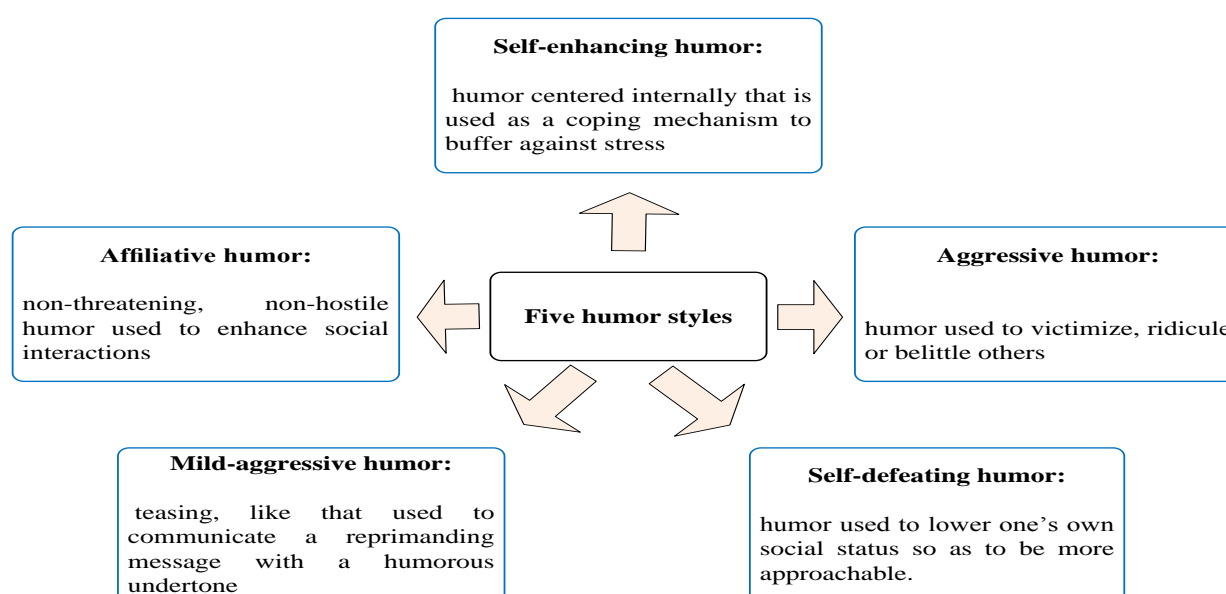 Self-enhancing humor:
humor centered internally that is
used as a coping mechanism to
buffer against stress
Affiliative humor:
non-threatening, non-hostile
humor used to enhance social
interactions
Five humor styles
Aggressive humor:
humor used to victimize, ridicule
or belittle others
Mild-aggressive humor:
teasing, like that used to
communicate a reprimanding
message with a humorous
undertone
Self-defeating humor:
humor used to lower one's own
social status so as to be more
approachable.